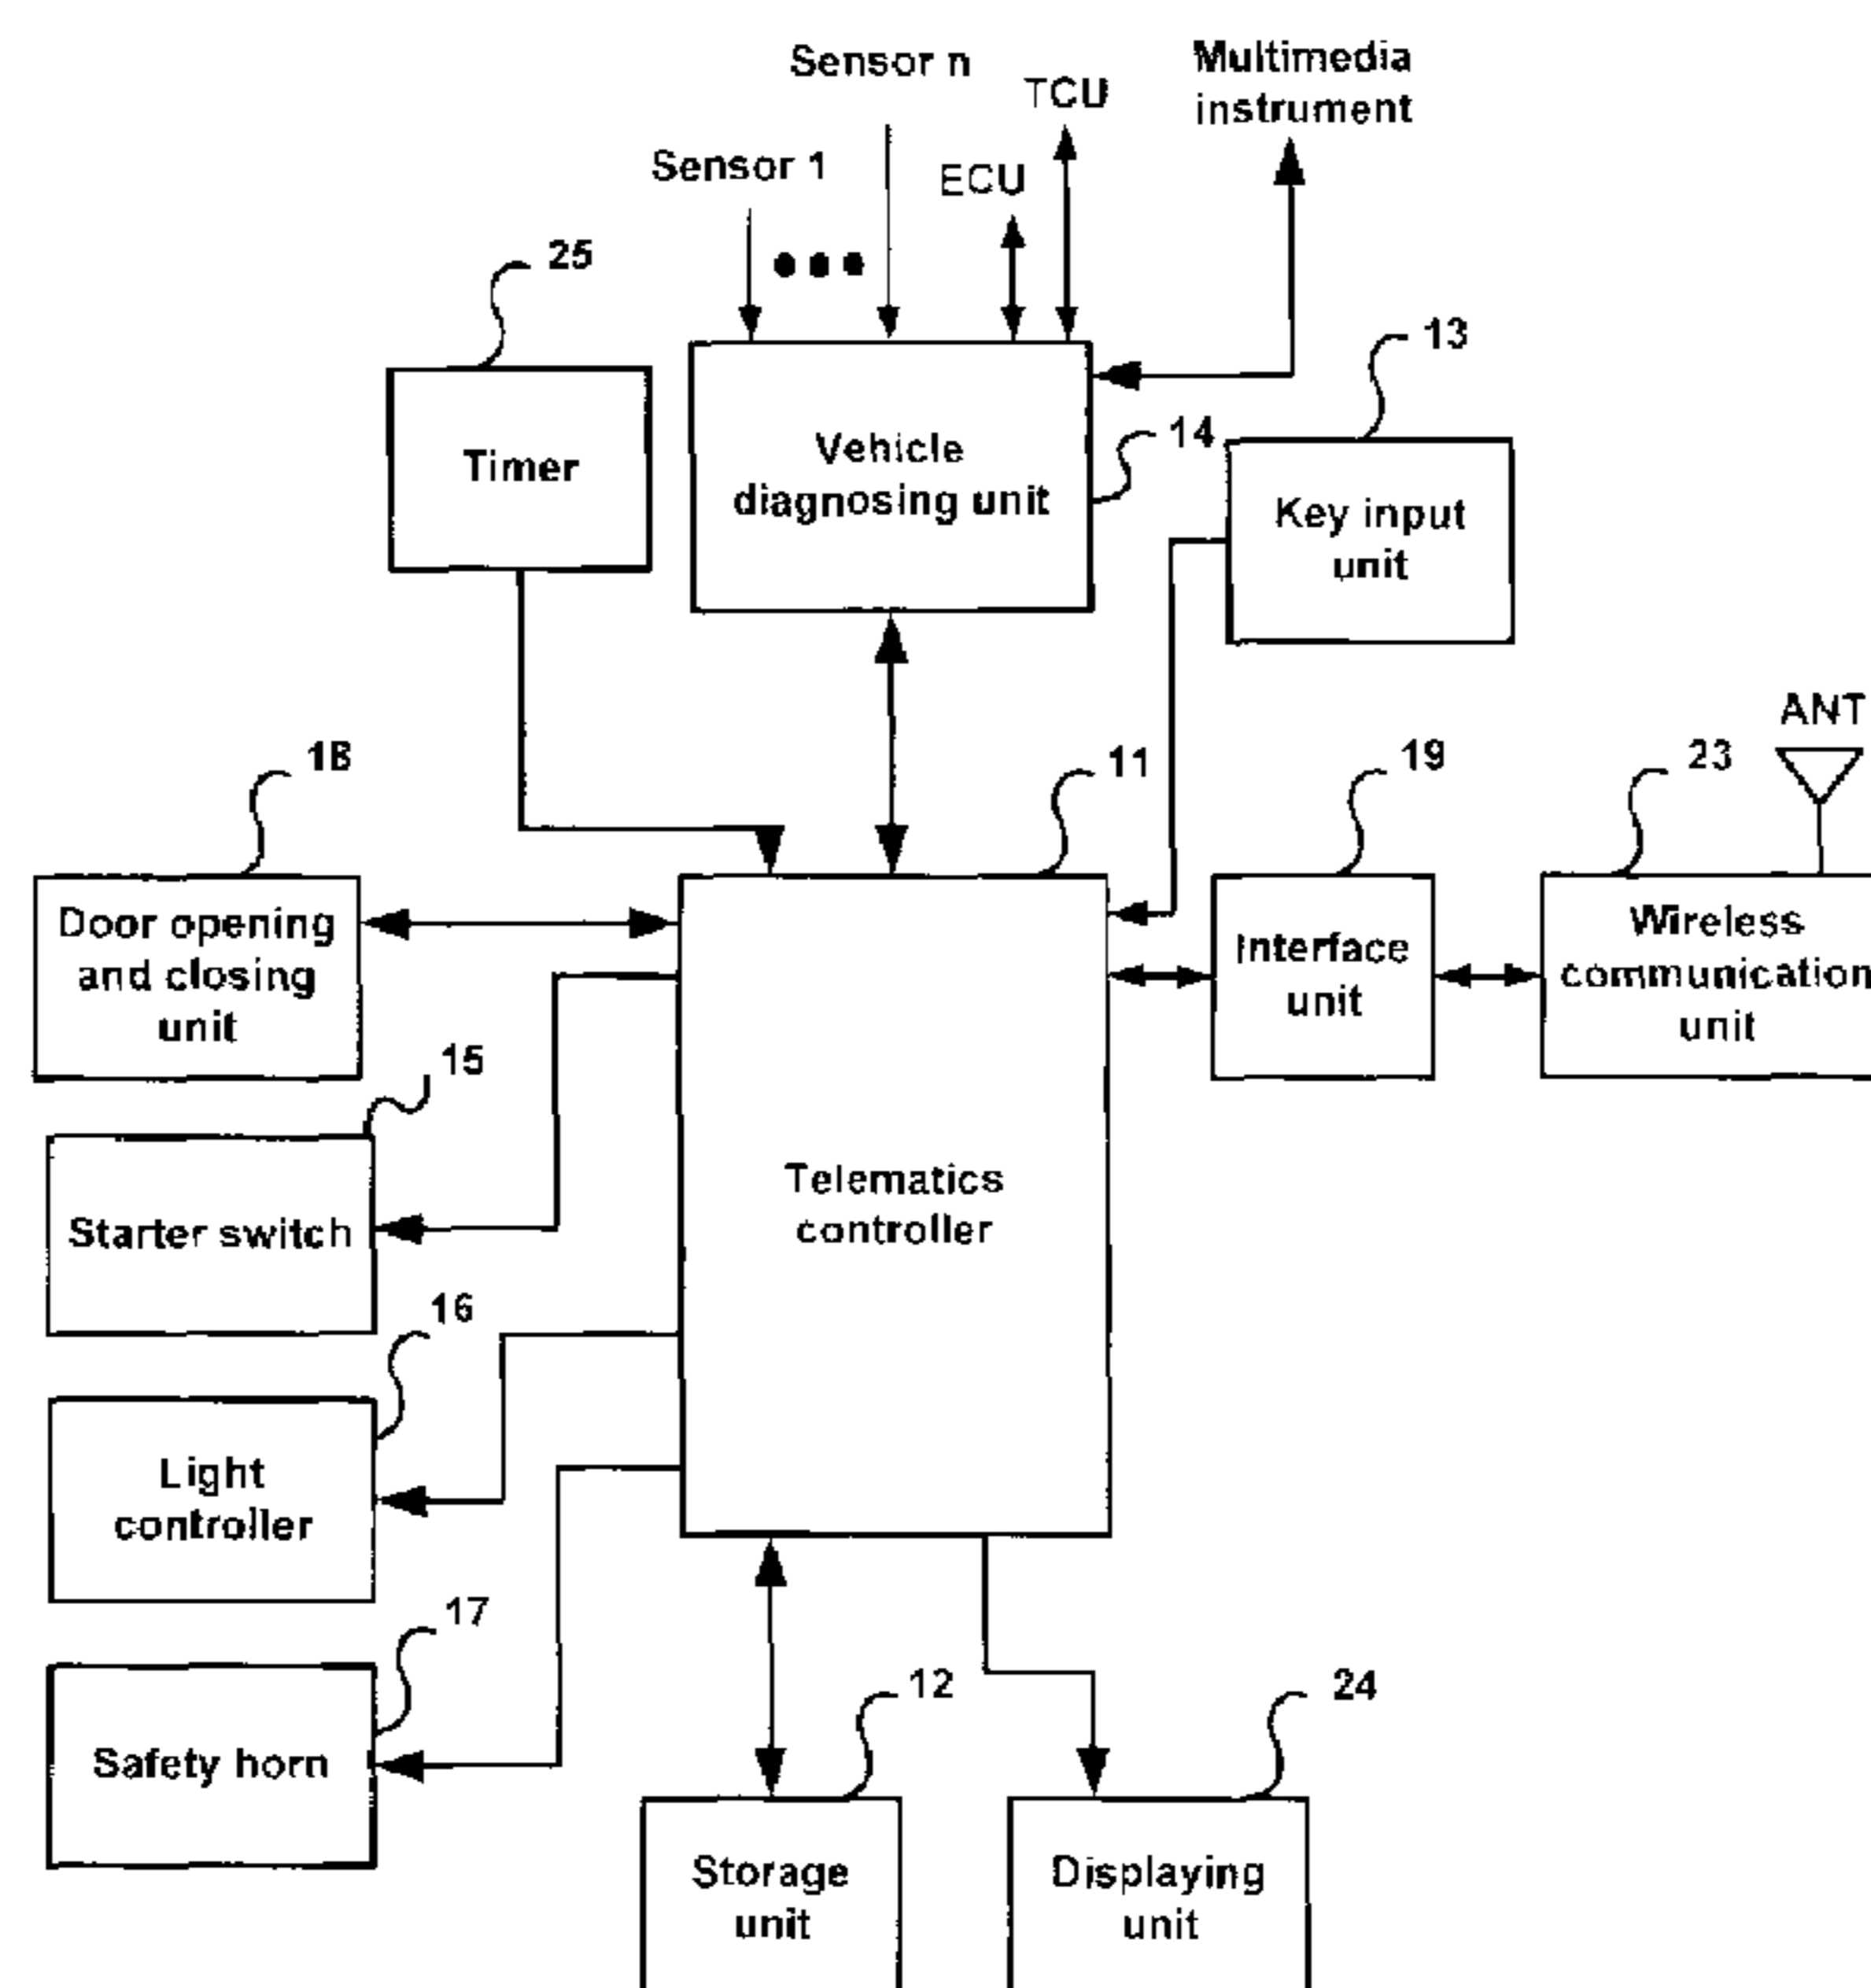 Sensor n
TCU
Multimedia
instrument
Sensor 1
ECU
25
13
14
Timer
Vehicle
diagnosing unit
Key input
unit
ANT
18
11
19
23
Door opening
and closing
unit
Interface
unit
Wireless
communication
unit
15
Starter switch
Telematics
controller
16
Light
controller
17
Safety horn
12
24
Storage
unit
Displaying
unit